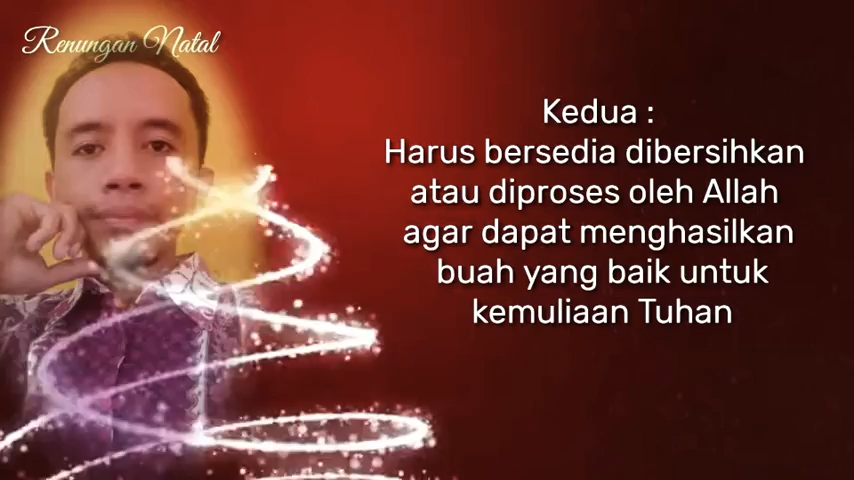 Renungan Natal
Kedua :
Harus bersedia dibersihkan
atau diproses oleh Allah
agar dapat menghasilkan
buah yang baik untuk
kemuliaan Tuhan